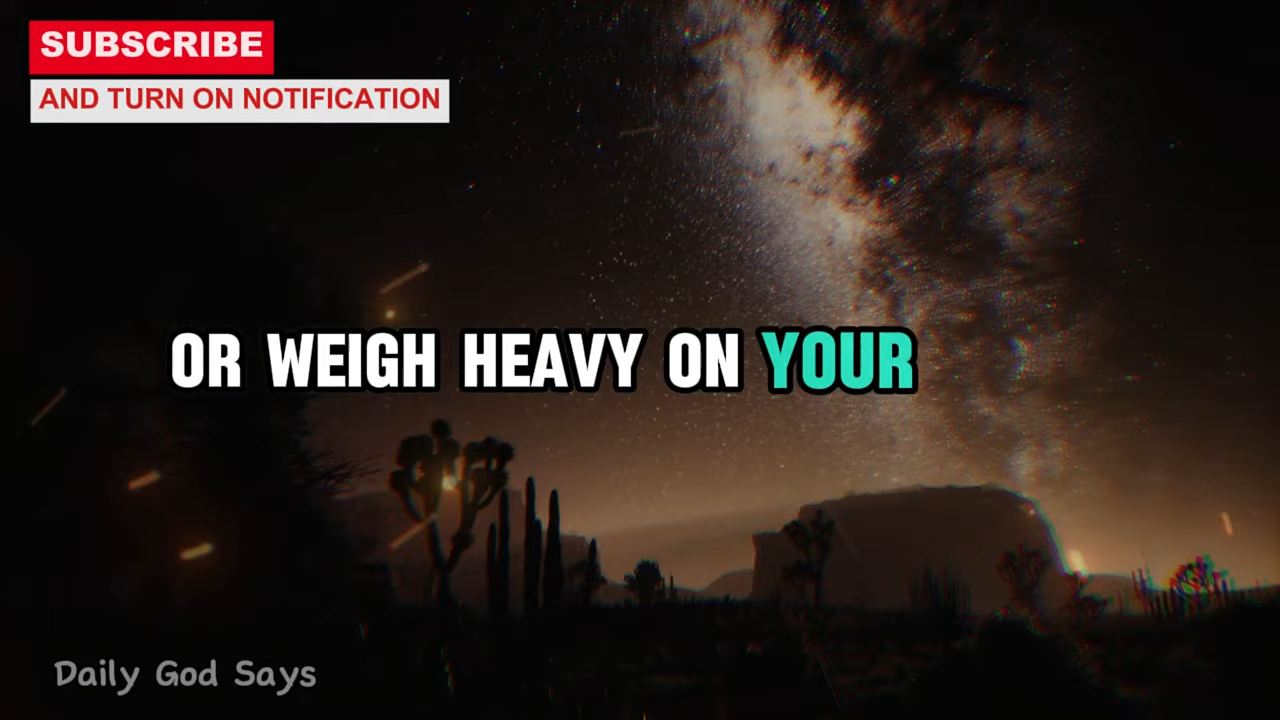 SUBSCRIBE
AND TURN ON NOTIFICATION
OR WEIGH HEAVY ON YOUR
Daily God Says